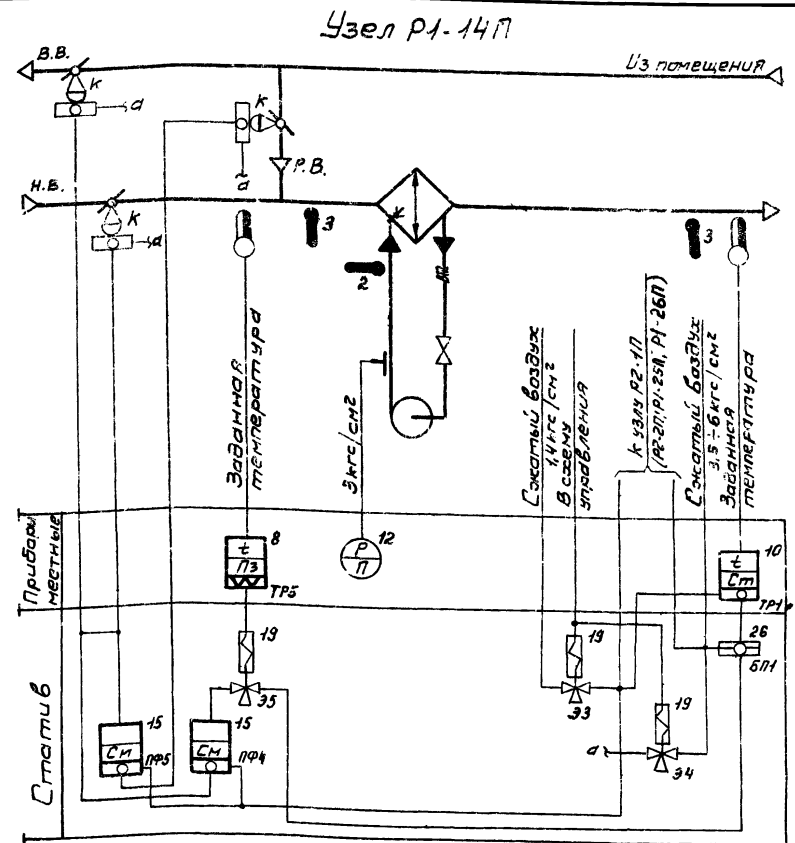 Узел Р1-14П
В.В.
Из помещения
к
а
к
а
Р.В.
Н.В.
к
а
3
3
2
Заданная
температура
3 кгс/см²
Сжатый воздух
1,4 кгс/см²
В схему
управления
к узлу Р2-1П
(Р2-2П, Р1-25П, Р1-26П)
Сжатый воздух
3,5÷6 кгс/см²
Заданная
температура
Приборы
местные
t
ПЗ
8
ТР5
Р
П
12
t
Ст
10
ТР1
Статив
19
Э5
19
Э3
26
БП1
19
Э4
а
15
См
ПФ5
15
См
ПФ4